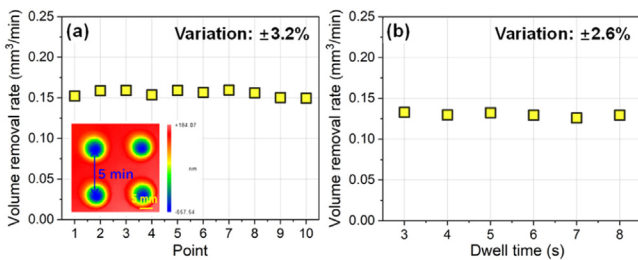 (a)
Variation: ±3.2%
Volume removal rate (mm³/min)
0.25
0.20
0.15
0.10
0.05
0.00
+184.87
nm
-557.54
5 min
5 mm
1 2 3 4 5 6 7 8 9 10
Point
(b)
Variation: ±2.6%
Volume removal rate (mm³/min)
0.25
0.20
0.15
0.10
0.05
0.00
3 4 5 6 7 8
Dwell time (s)